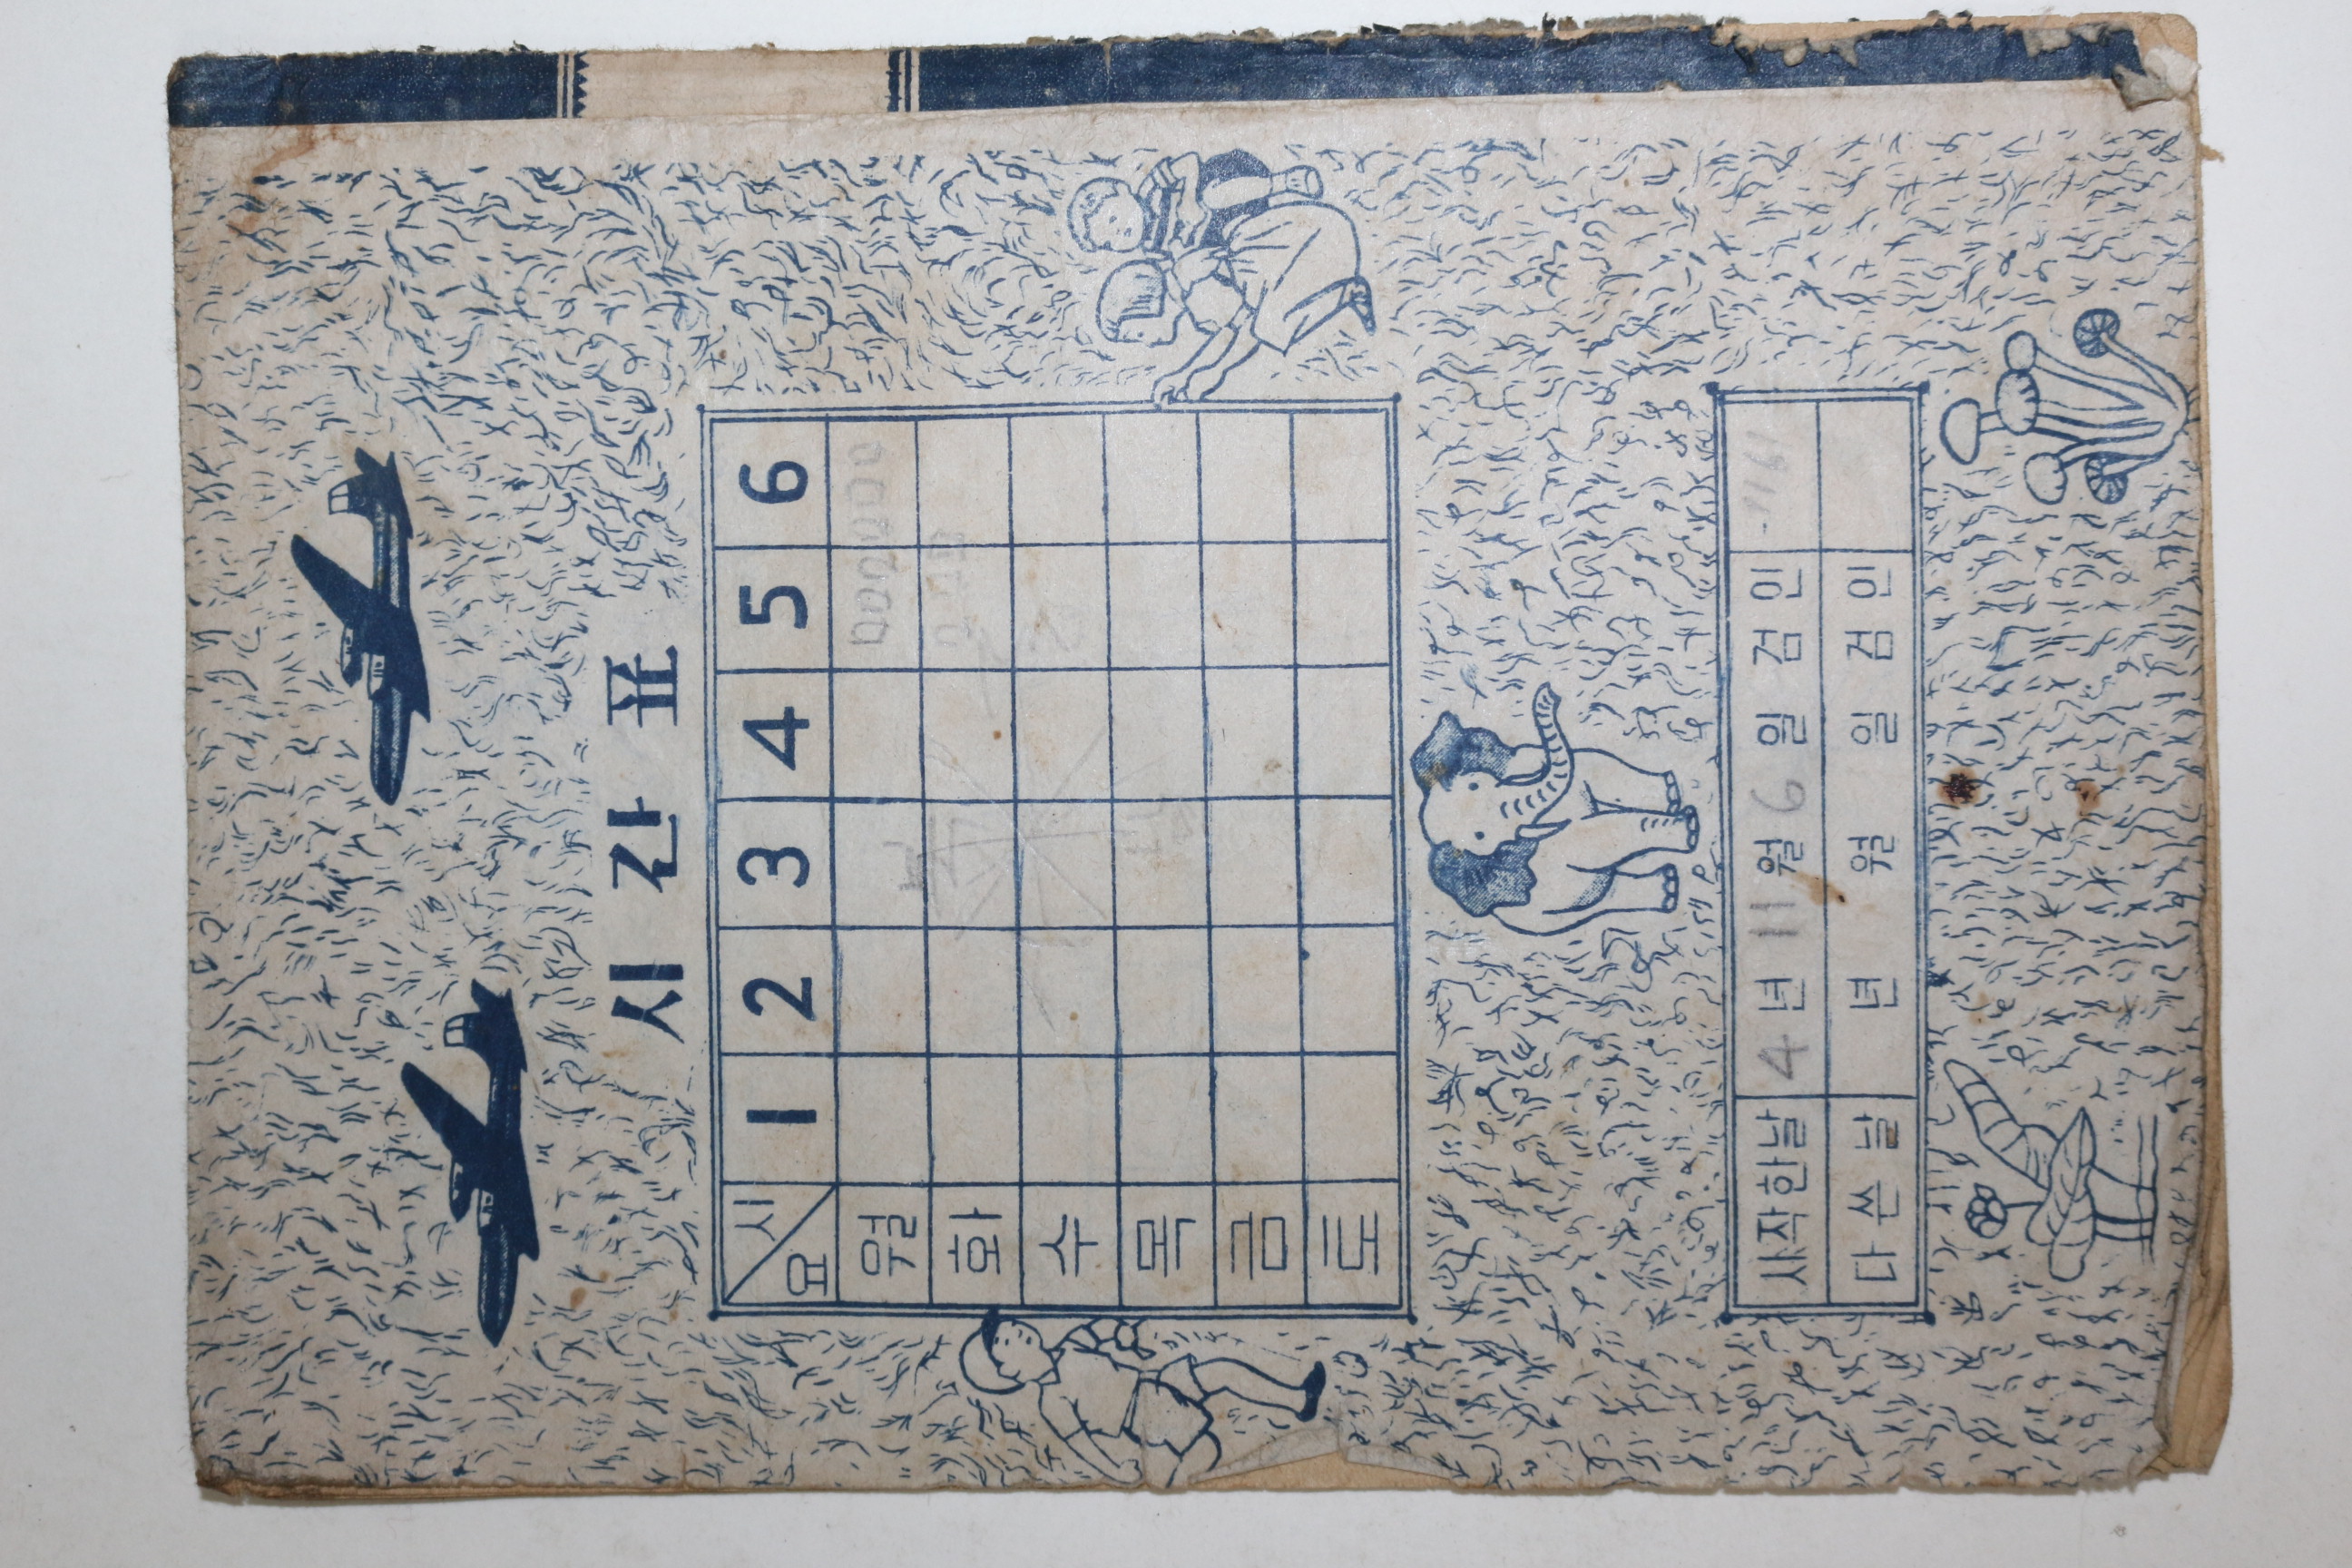 시간표
시 1 2 3 4 5 6
요
월
화
수
목
금
토
사작한날 4년 11월 6일 검인
다쓴날 년 월 일 검인